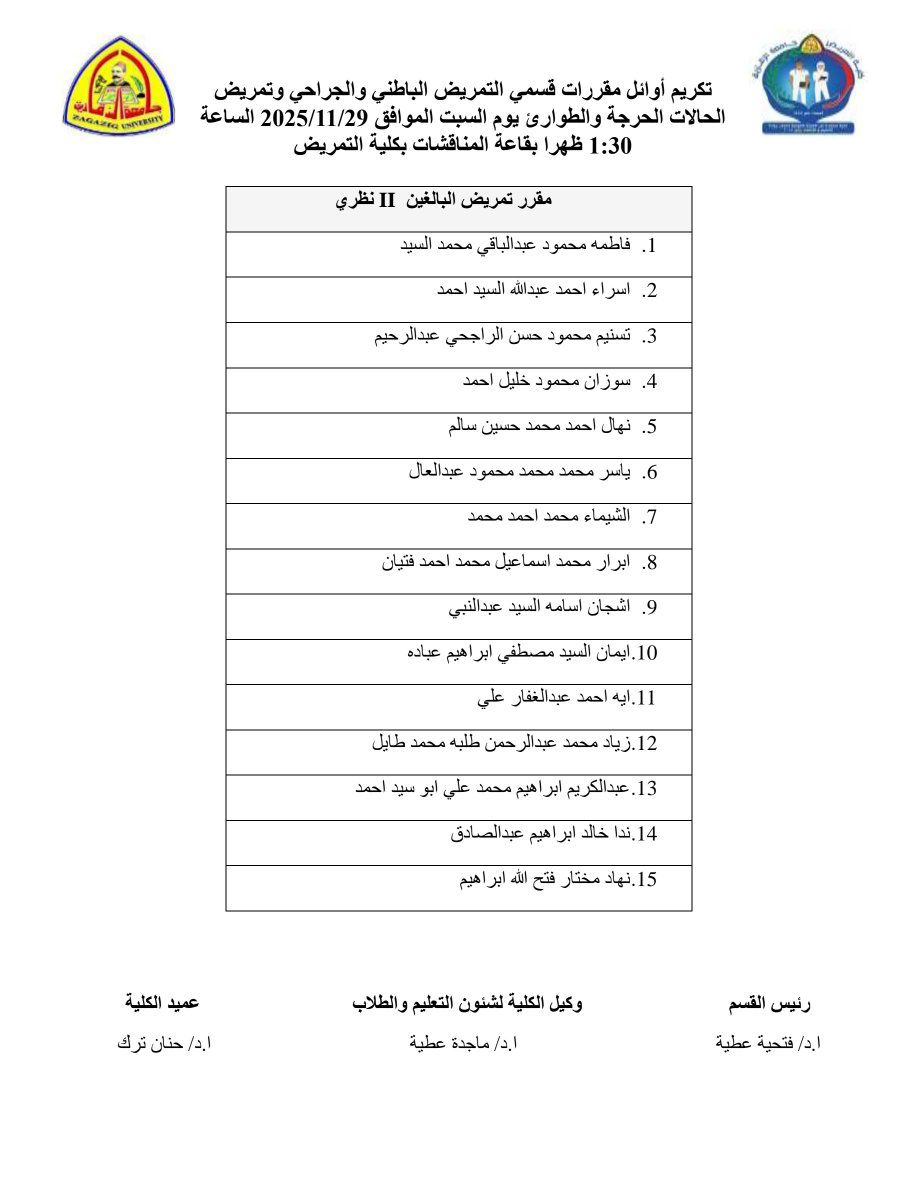 تكريم أوائل مقررات قسمي التمريض الباطني والجراحي وتمريض
الحالات الحرجة والطوارئ يوم السبت الموافق 2025/11/29 الساعة
1:30 ظهرا بقاعة المناقشات بكلية التمريض
ZAGAZIG UNIVERSITY
مقرر تمريض البالغين II نظري
1. فاطمه محمود عبدالباقي محمد السيد
2. اسراء احمد عبدالله السيد احمد
3. تسنيم محمود حسن الراجحي عبدالرحيم
4. سوزان محمود خليل احمد
5. نهال احمد محمد حسين سالم
6. ياسر محمد محمد محمود عبدالعال
7. الشيماء محمد احمد محمد
8. ابرار محمد اسماعيل محمد احمد فتيان
9. اشجان اسامه السيد عبدالنبي
10.ايمان السيد مصطفي ابراهيم عباده
11.ايه احمد عبدالغفار علي
12.زياد محمد عبدالرحمن طلبه محمد طايل
13.عبدالكريم ابراهيم محمد علي ابو سيد احمد
14.ندا خالد ابراهيم عبدالصادق
15.نهاد مختار فتح الله ابراهيم
رئيس القسم وكيل الكلية لشئون التعليم والطلاب عميد الكلية
ا.د/ فتحية عطية ا.د/ ماجدة عطية ا.د/ حنان ترك